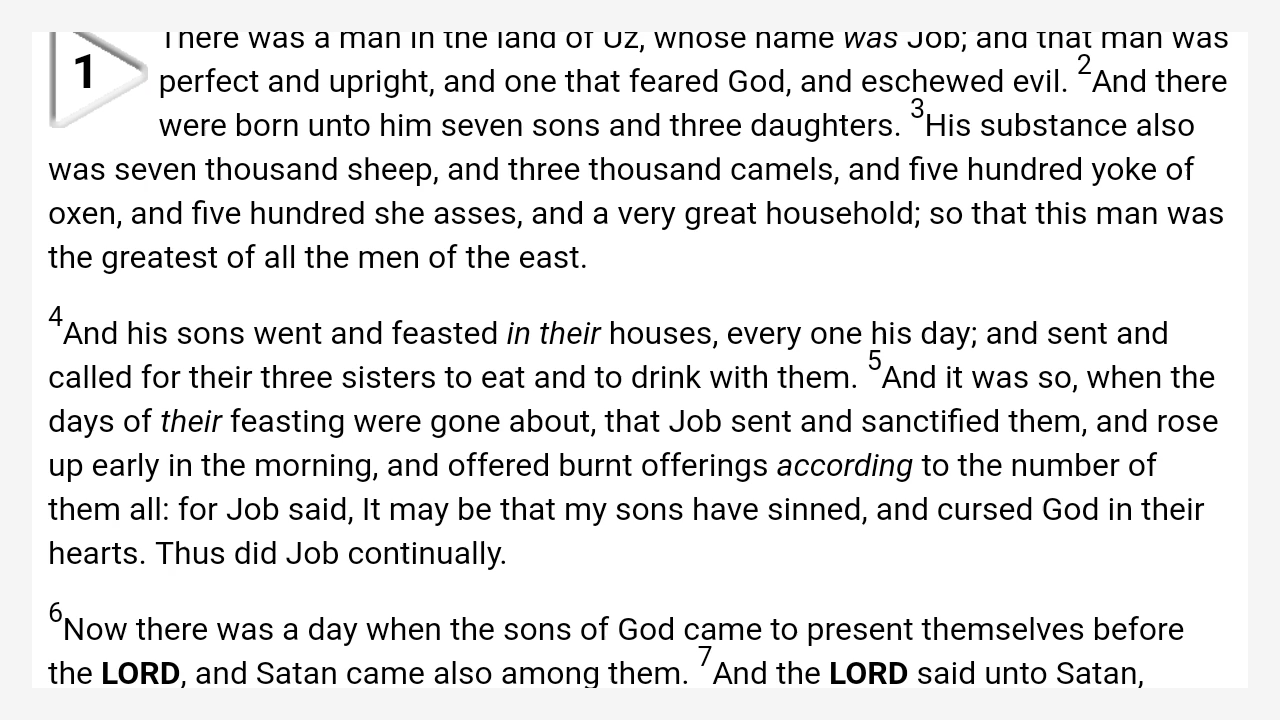 1
There was a man in the land of Uz, whose name was Job; and that man was
perfect and upright, and one that feared God, and eschewed evil. 2And there
were born unto him seven sons and three daughters. 3His substance also
was seven thousand sheep, and three thousand camels, and five hundred yoke of
oxen, and five hundred she asses, and a very great household; so that this man was
the greatest of all the men of the east.
4And his sons went and feasted in their houses, every one his day; and sent and
called for their three sisters to eat and to drink with them. 5And it was so, when the
days of their feasting were gone about, that Job sent and sanctified them, and rose
up early in the morning, and offered burnt offerings according to the number of
them all: for Job said, It may be that my sons have sinned, and cursed God in their
hearts. Thus did Job continually.
6Now there was a day when the sons of God came to present themselves before
the LORD, and Satan came also among them. 7And the LORD said unto Satan,